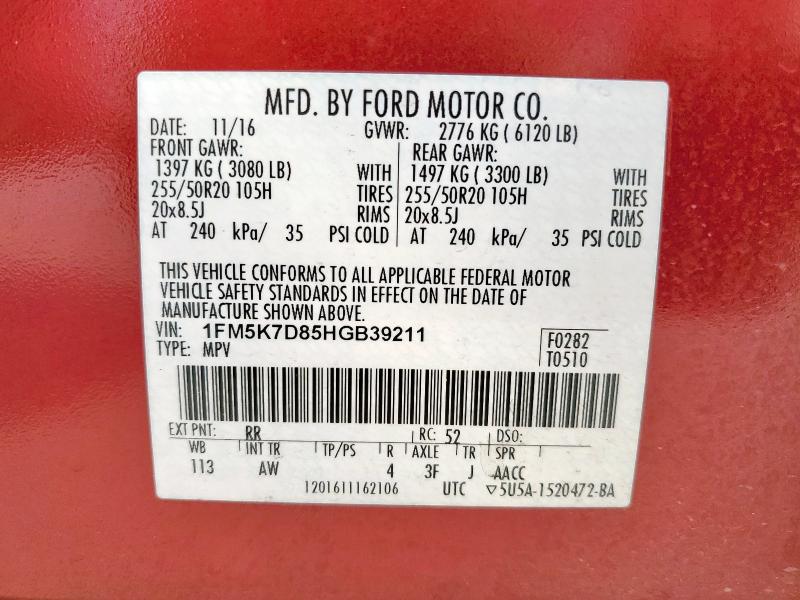 MFD. BY FORD MOTOR CO.
DATE: 11/16 GVWR: 2776 KG ( 6120 LB)
FRONT GAWR: REAR GAWR:
1397 KG ( 3080 LB) WITH 1497 KG ( 3300 LB) WITH
255/50R20 105H TIRES 255/50R20 105H TIRES
20x8.5J RIMS 20x8.5J RIMS
AT 240 kPa/ 35 PSI COLD AT 240 kPa/ 35 PSI COLD
THIS VEHICLE CONFORMS TO ALL APPLICABLE FEDERAL MOTOR
VEHICLE SAFETY STANDARDS IN EFFECT ON THE DATE OF
MANUFACTURE SHOWN ABOVE.
VIN: 1FM5K7D85HGB39211 F0282
TYPE: MPV T0510
EXT PNT: RR RC: 52 DSO:
WB INT TR TP/PS R AXLE TR SPR
113 AW 4 3F J AACC
1201611162106 UTC ▽5U5A-1520472-BA